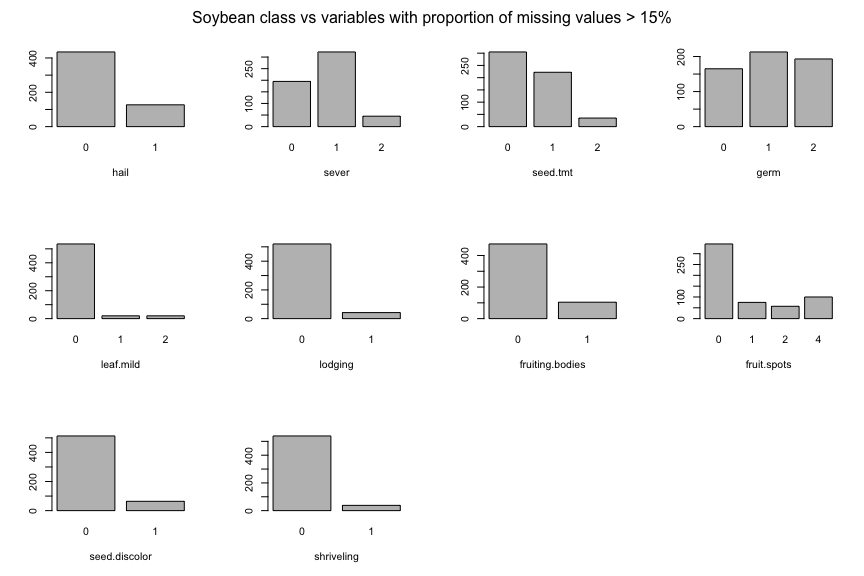 Soybean class vs variables with proportion of missing values > 15%
0 200 400
0 1
hail
0 100 250
0 1 2
sever
0 100 250
0 1 2
seed.tmt
0 100 200
0 1 2
germ
0 200 400
0 1 2
leaf.mild
0 200 400
0 1
lodging
0 200 400
0 1
fruiting.bodies
0 100 250
0 1 2 4
fruit.spots
0 200 400
0 1
seed.discolor
0 200 400
0 1
shriveling